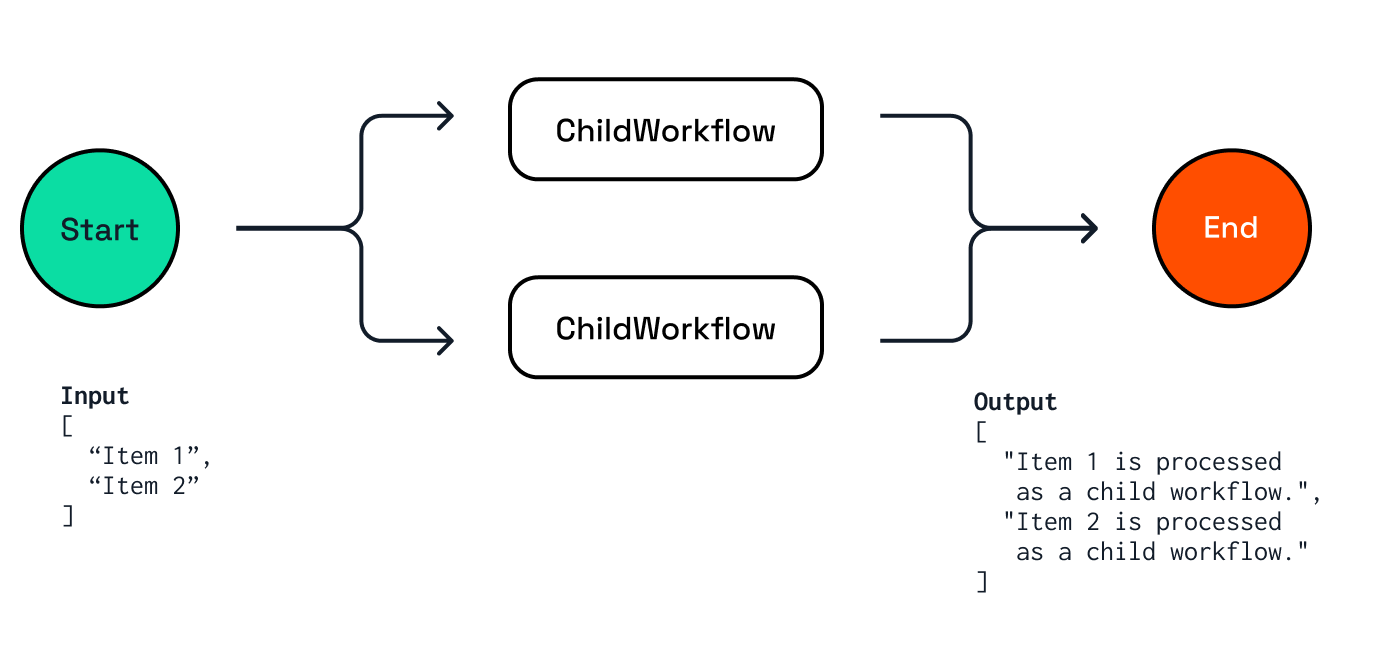 ChildWorkflow
Start
End
ChildWorkflow
Input
[
“Item 1”,
“Item 2”
]
Output
[
"Item 1 is processed
as a child workflow.",
"Item 2 is processed
as a child workflow."
]